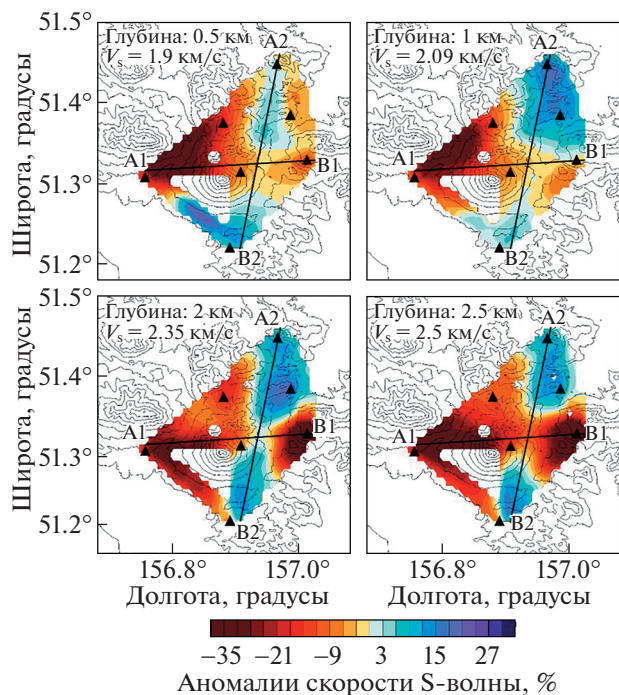 51.5°
Глубина: 0.5 км
Vs = 1.9 км/с
A2
51.4°
A1
B1
51.3°
51.2°
B2
Широта, градусы
Глубина: 1 км
Vs = 2.09 км/с
A2
A1
B1
B2
51.5°
Глубина: 2 км
Vs = 2.35 км/с
A2
51.4°
A1
B1
51.3°
51.2°
B2
Широта, градусы
Глубина: 2.5 км
Vs = 2.5 км/с
A2
A1
B1
B2
156.8° 157.0° 156.8° 157.0°
Долгота, градусы Долгота, градусы
−35 −21 −9 3 15 27
Аномалии скорости S-волны, %